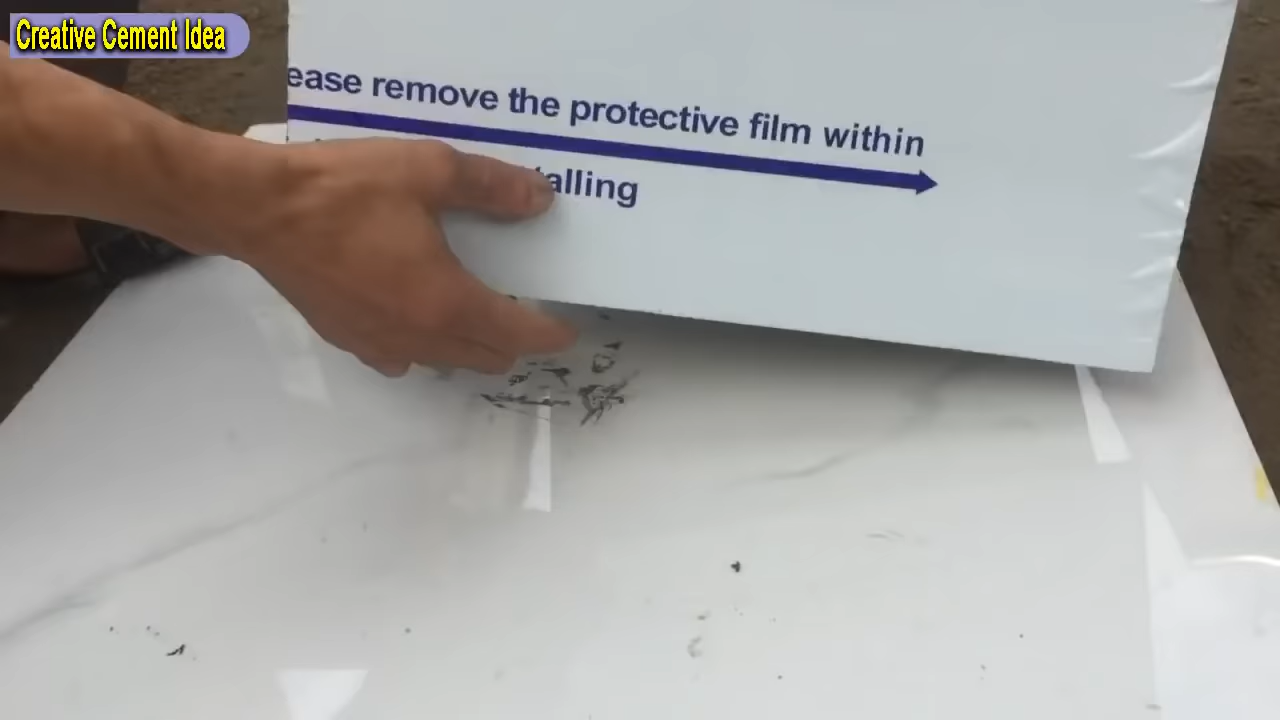 Creative Cement Idea
ease remove the protective film within
alling